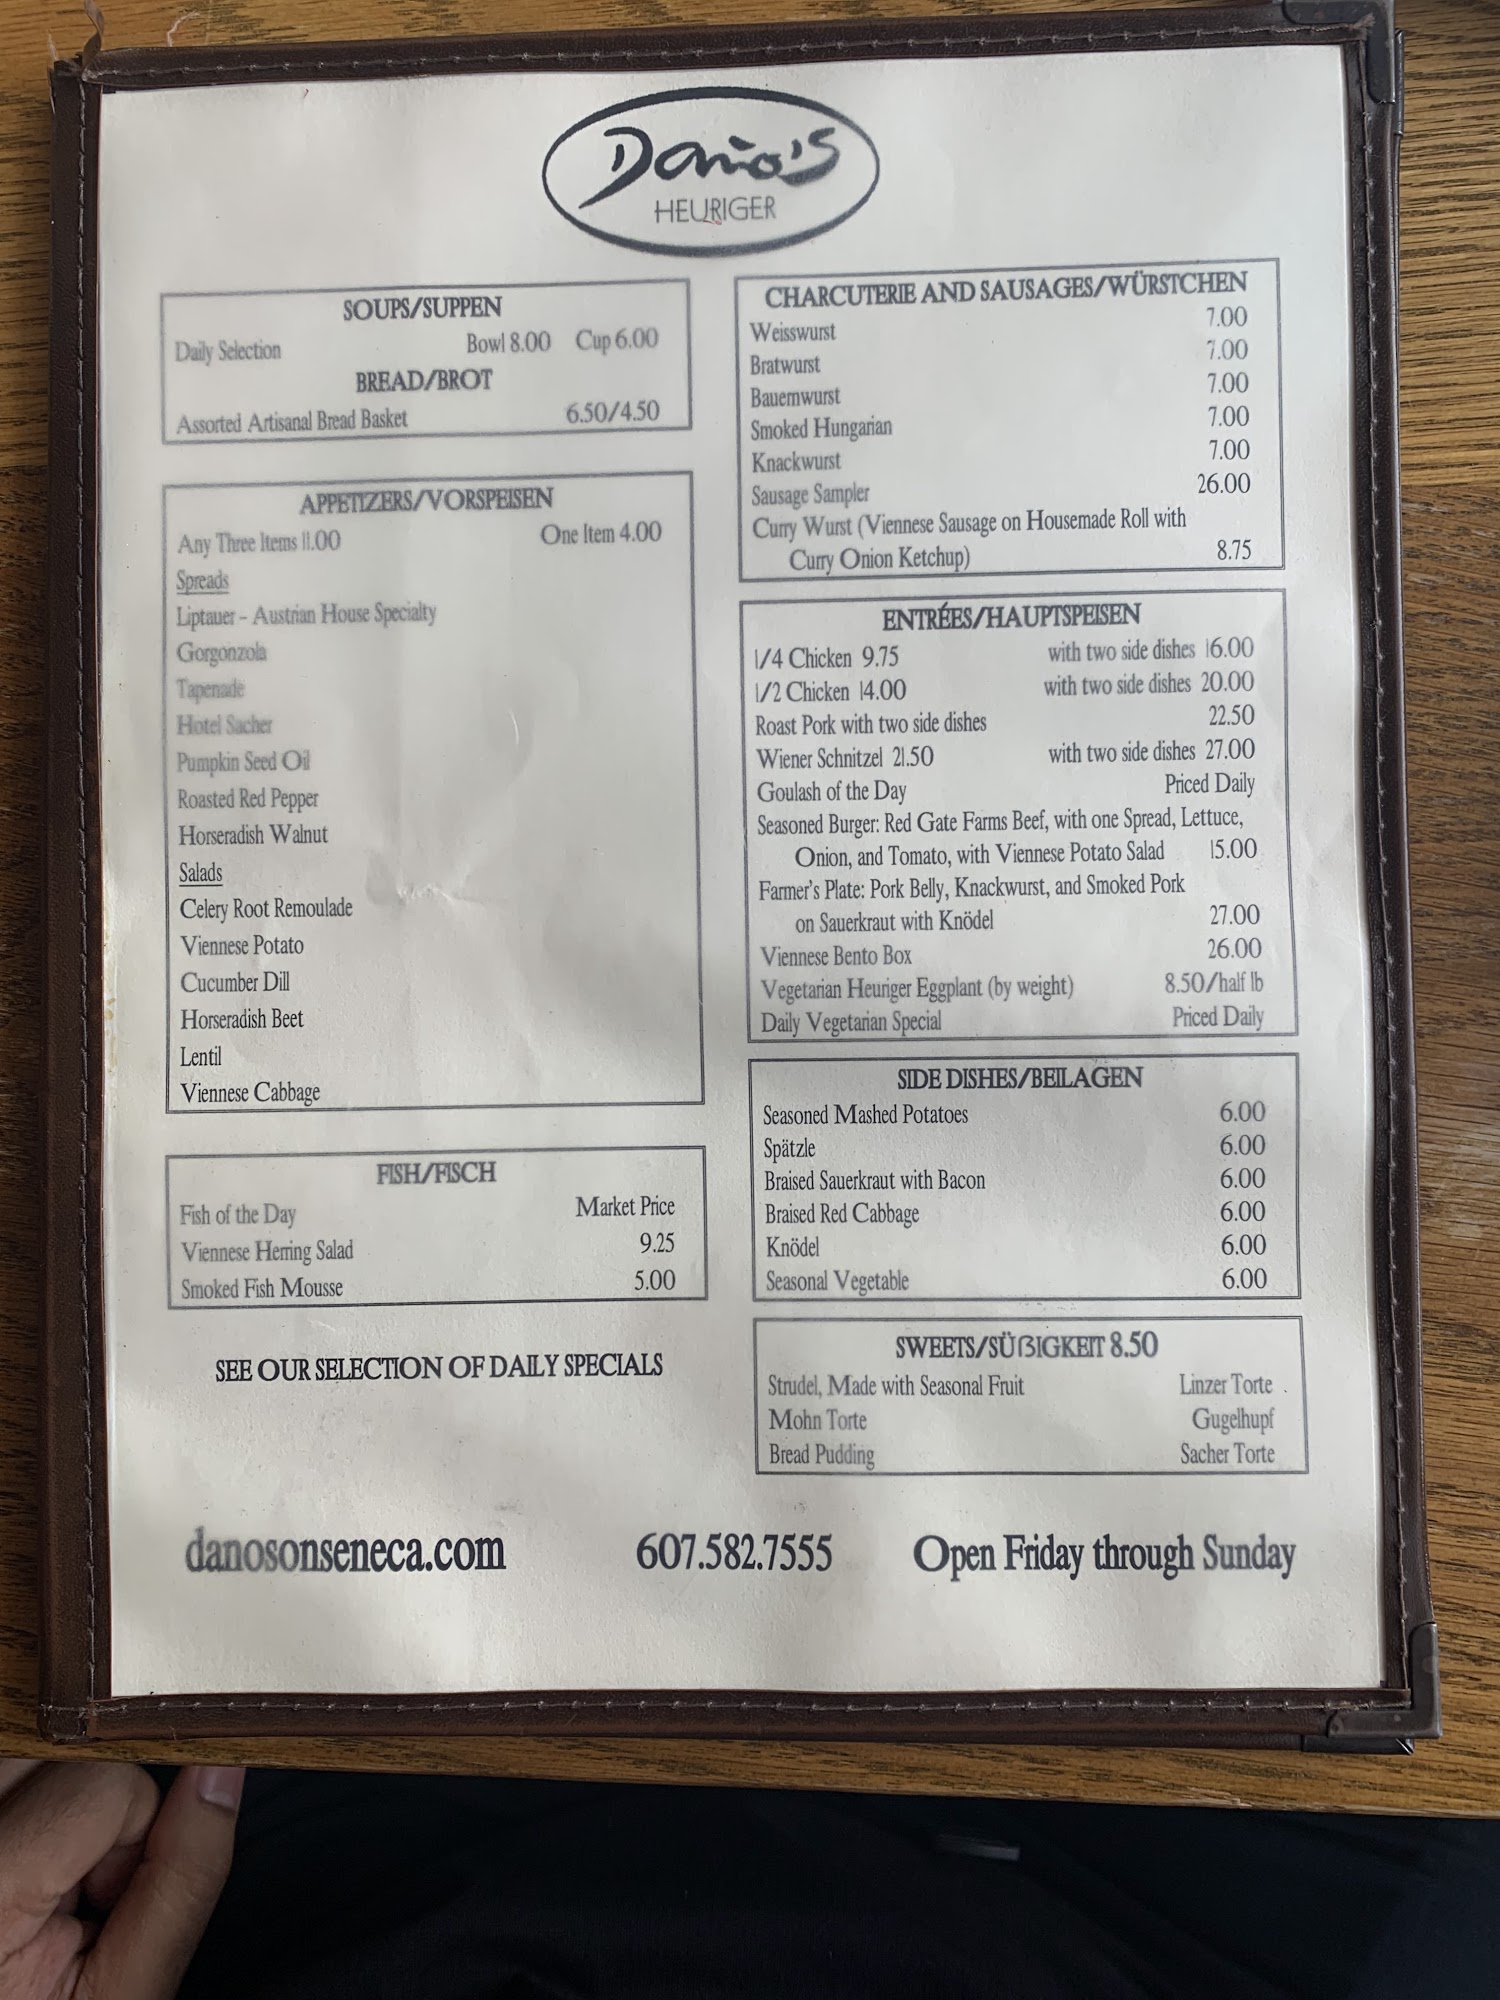 Dano's
HEURIGER
SOUPS/SUPPEN
Daily Selection Bowl 8.00 Cup 6.00
BREAD/BROT
Assorted Artisanal Bread Basket 6.50/4.50
APPETIZERS/VORSPEISEN
Any Three Items 11.00 One Item 4.00
Spreads
Liptauer - Austrian House Specialty
Gorgonzola
Tapenade
Hotel Sacher
Pumpkin Seed Oil
Roasted Red Pepper
Horseradish Walnut
Salads
Celery Root Remoulade
Viennese Potato
Cucumber Dill
Horseradish Beet
Lentil
Viennese Cabbage
FISH/FISCH
Fish of the Day Market Price
Viennese Herring Salad 9.25
Smoked Fish Mousse 5.00
SEE OUR SELECTION OF DAILY SPECIALS
CHARCUTERIE AND SAUSAGES/WÜRSTCHEN
Weisswurst 7.00
Bratwurst 7.00
Bauernwurst 7.00
Smoked Hungarian 7.00
Knackwurst 7.00
Sausage Sampler 26.00
Curry Wurst (Viennese Sausage on Housemade Roll with
Curry Onion Ketchup) 8.75
ENTRÉES/HAUPTSPEISEN
1/4 Chicken 9.75 with two side dishes 16.00
1/2 Chicken 14.00 with two side dishes 20.00
Roast Pork with two side dishes 22.50
Wiener Schnitzel 21.50 with two side dishes 27.00
Goulash of the Day Priced Daily
Seasoned Burger: Red Gate Farms Beef, with one Spread, Lettuce,
Onion, and Tomato, with Viennese Potato Salad 15.00
Farmer's Plate: Pork Belly, Knackwurst, and Smoked Pork
on Sauerkraut with Knödel 27.00
Viennese Bento Box 26.00
Vegetarian Heuriger Eggplant (by weight) 8.50/half lb
Daily Vegetarian Special Priced Daily
SIDE DISHES/BEILAGEN
Seasoned Mashed Potatoes 6.00
Spätzle 6.00
Braised Sauerkraut with Bacon 6.00
Braised Red Cabbage 6.00
Knödel 6.00
Seasonal Vegetable 6.00
SWEETS/SÜßIGKEIT 8.50
Strudel, Made with Seasonal Fruit Linzer Torte
Mohn Torte Gugelhupf
Bread Pudding Sacher Torte
danosonseneca.com 607.582.7555 Open Friday through Sunday